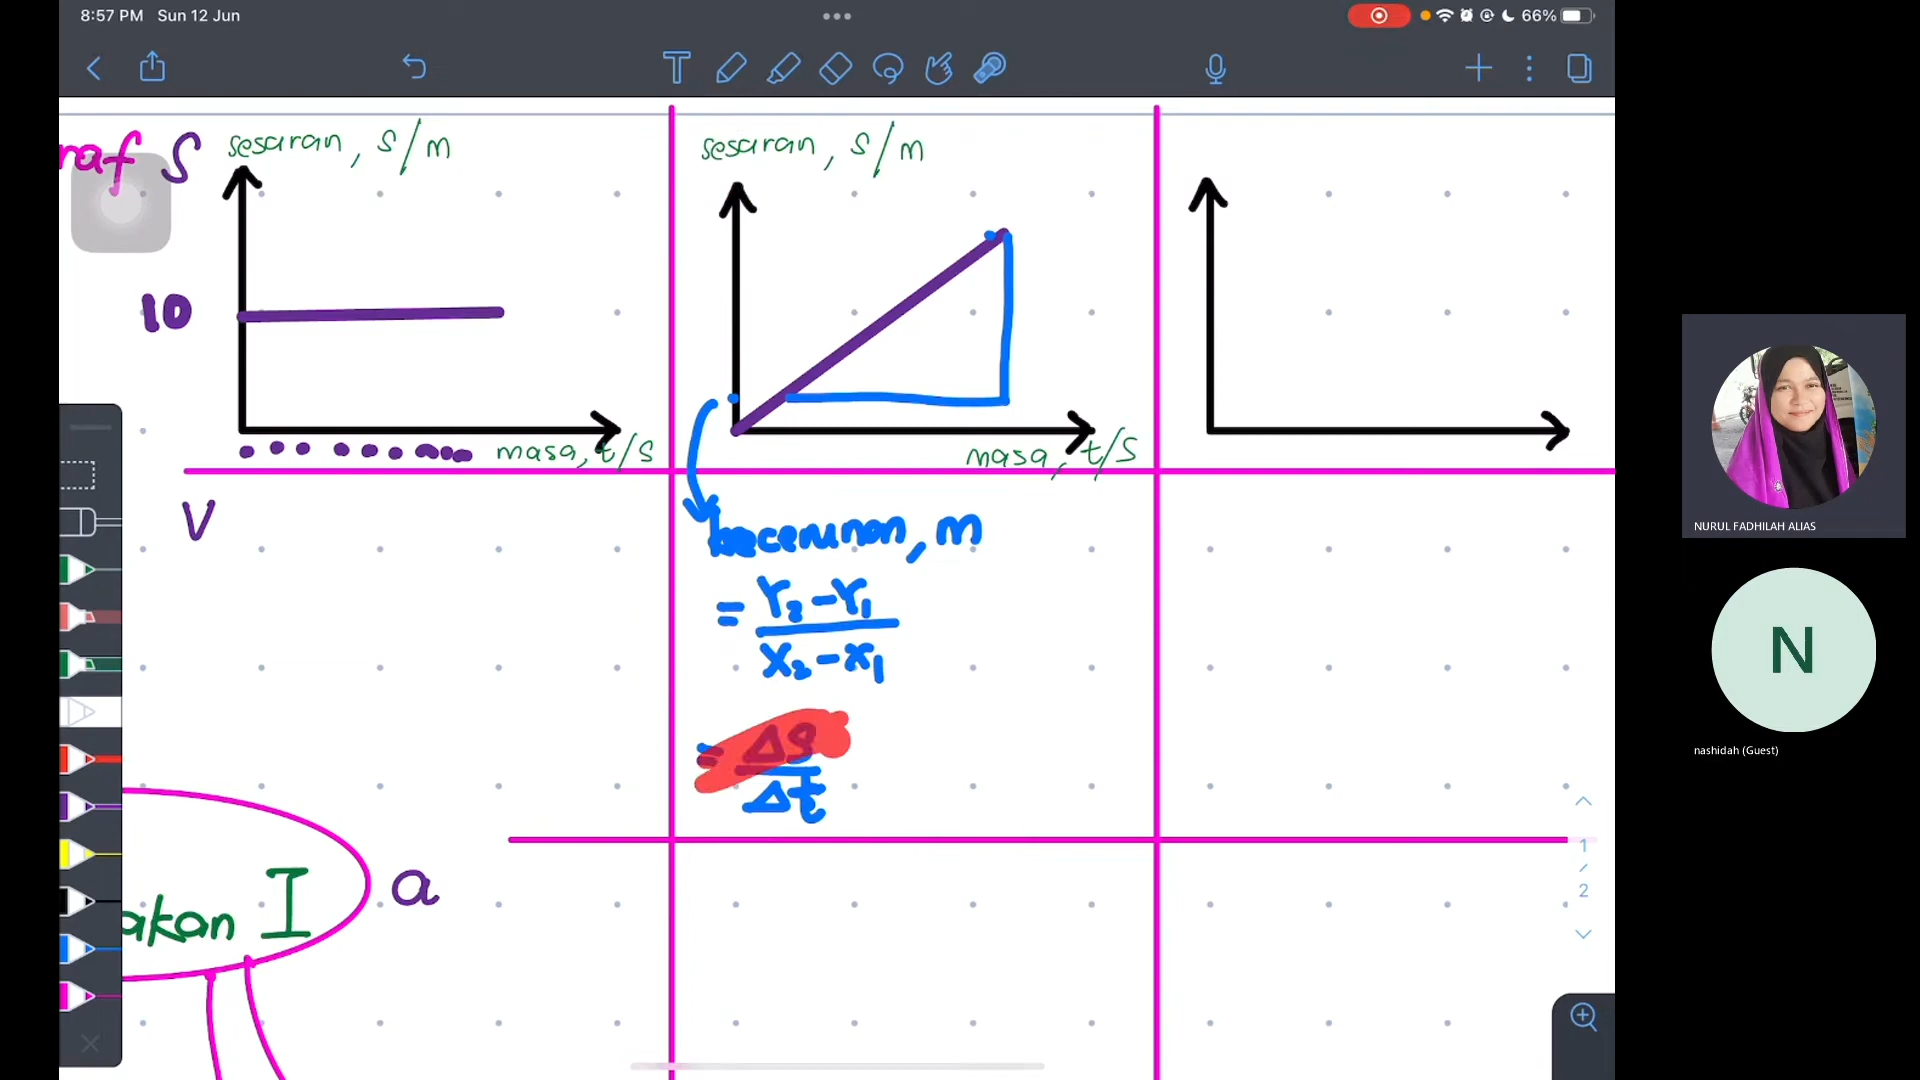 8:57 PM Sun 12 Jun
66%
raf S
sesaran, s/m
sesaran, s/m
10
masa, t/s
masa, t/s
V
kecerunan, m
= Y₂ - Y₁
X₂ - X₁
= Δs
Δt
1
/
2
akan I
a
NURUL FADHILAH ALIAS
N
nashidah (Guest)